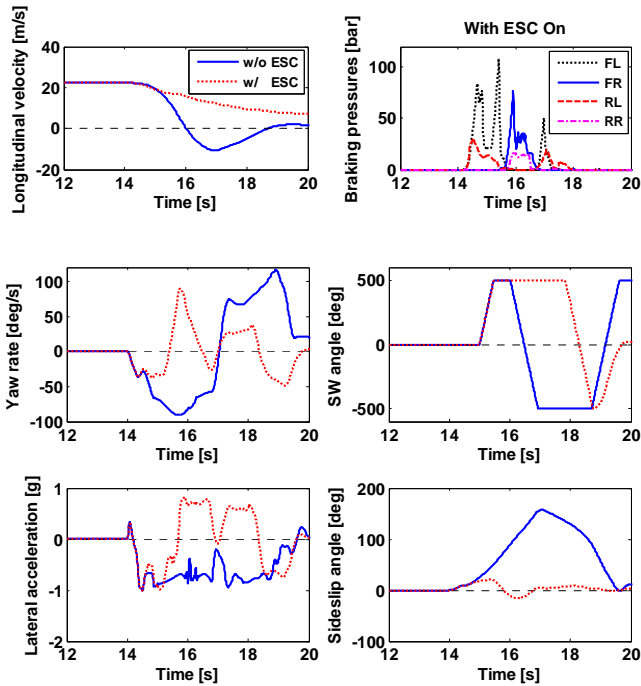 With ESC On
Longitudinal velocity [m/s]
40
20
0
-20
12 14 16 18 20
Time [s]
w/o ESC
w/ ESC
Braking pressures [bar]
100
50
0
12 14 16 18 20
Time [s]
FL
FR
RL
RR
Yaw rate [deg/s]
100
50
0
-50
-100
12 14 16 18 20
Time [s]
SW angle [deg]
500
0
-500
12 14 16 18 20
Time [s]
Lateral acceleration [g]
1
0
-1
-2
12 14 16 18 20
Time [s]
Sideslip angle [deg]
200
100
0
-100
12 14 16 18 20
Time [s]